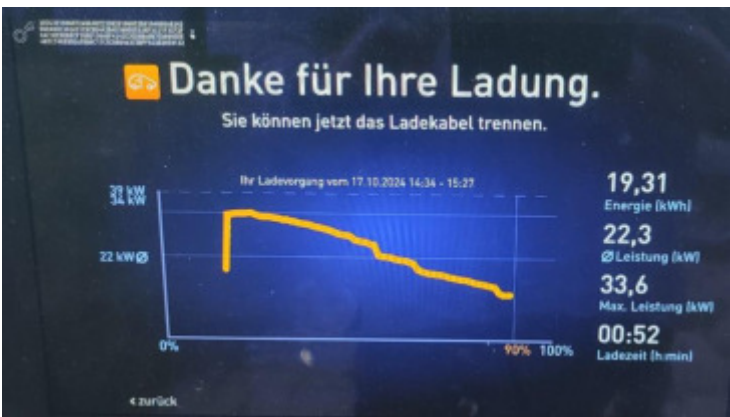 Danke für Ihre Ladung.
Sie können jetzt das Ladekabel trennen.
Ihr Ladevorgang vom 17.10.2024 14:34 - 15:27
39 kW
34 kW
22 kW Ø
0%
90%
100%
19,31
Energie (kWh)
22,3
Ø Leistung (kW)
33,6
Max. Leistung (kW)
00:52
Ladezeit (h:min)
< zurück